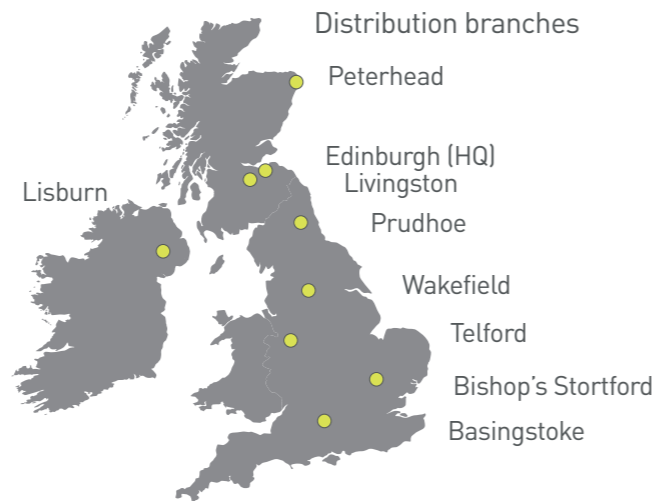 Distribution branches
Peterhead
Edinburgh (HQ)
Livingston
Lisburn
Prudhoe
Wakefield
Telford
Bishop's Stortford
Basingstoke